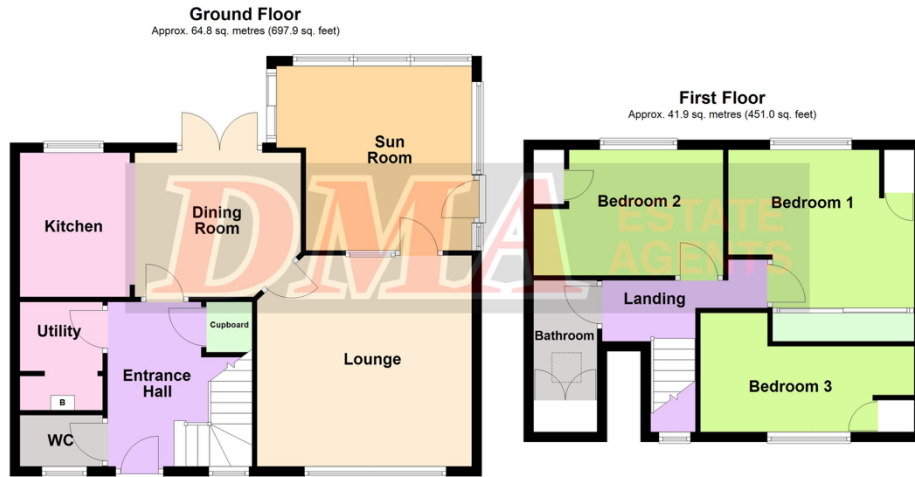 Ground Floor
Approx. 64.8 sq. metres (697.9 sq. feet)
Sun
Room
Kitchen
Dining
Room
Utility
Cupboard
Entrance
Hall
Lounge
B
WC
First Floor
Approx. 41.9 sq. metres (451.0 sq. feet)
Bedroom 2
Bedroom 1
Landing
Bathroom
Bedroom 3
DMA
ESTATE
AGENTS